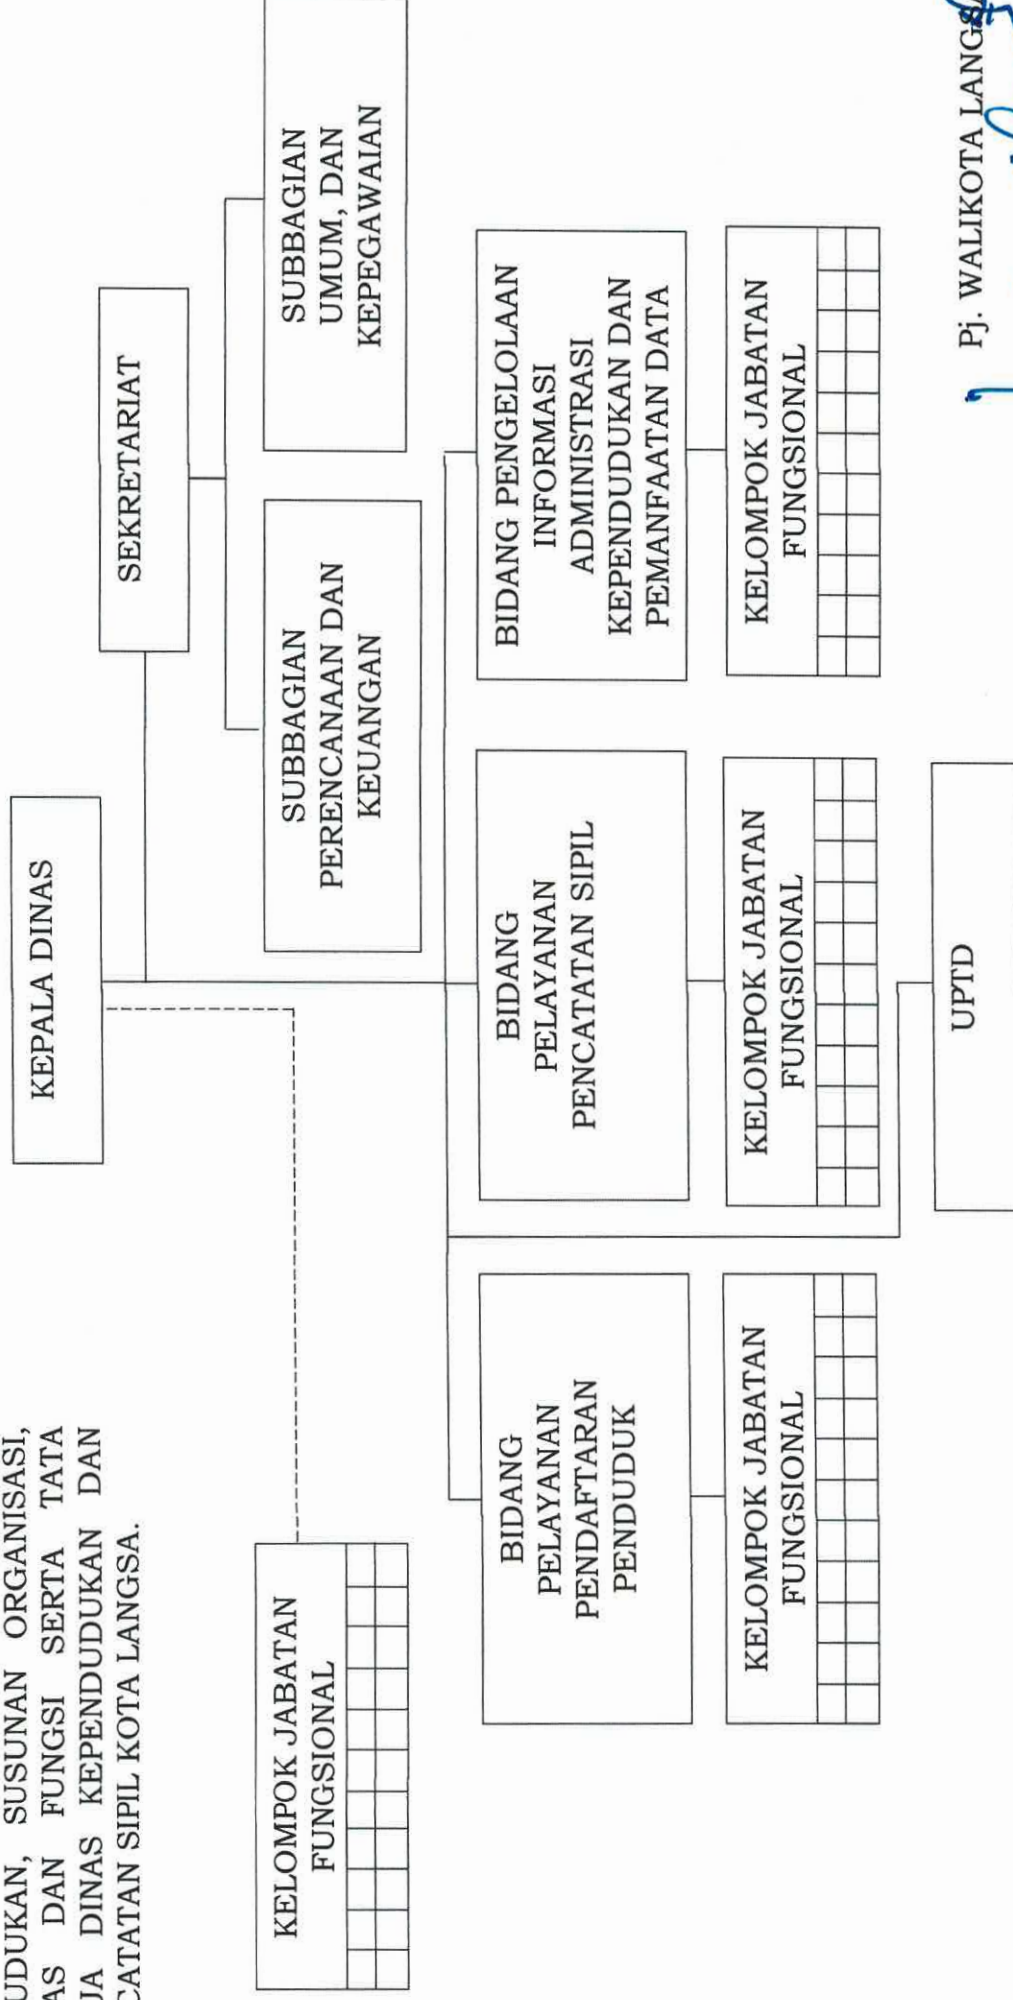 UDUKAN, SUSUNAN ORGANISASI,
AS DAN FUNGSI SERTA TATA
JA DINAS KEPENDUDUKAN DAN
CATATAN SIPIL KOTA LANGSA.
KEPALA DINAS
SEKRETARIAT
KELOMPOK JABATAN
FUNGSIONAL
SUBBAGIAN
PERENCANAAN DAN
KEUANGAN
SUBBAGIAN
UMUM, DAN
KEPEGAWAIAN
BIDANG
PELAYANAN
PENDAFTARAN
PENDUDUK
BIDANG
PELAYANAN
PENCATATAN SIPIL
BIDANG PENGELOLAAN
INFORMASI
ADMINISTRASI
KEPENDUDUKAN DAN
PEMANFAATAN DATA
KELOMPOK JABATAN
FUNGSIONAL
KELOMPOK JABATAN
FUNGSIONAL
KELOMPOK JABATAN
FUNGSIONAL
UPTD
Pj. WALIKOTA LANGSA